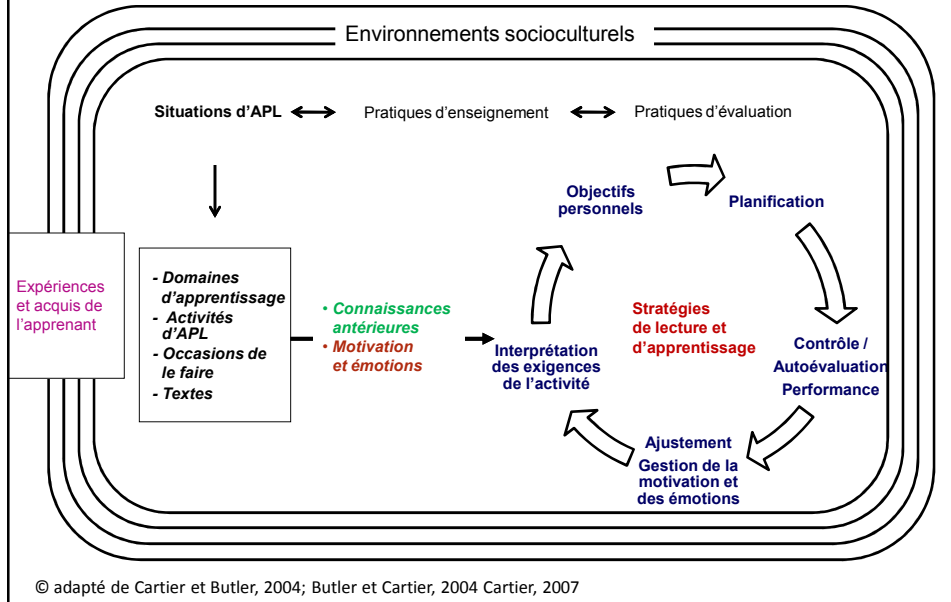 Environnements socioculturels
Situations d'APL
Pratiques d'enseignement
Pratiques d'évaluation
Expériences
et acquis de
l'apprenant
- Domaines
d'apprentissage
- Activités
d'APL
- Occasions de
le faire
- Textes
• Connaissances
antérieures
• Motivation
et émotions
Interprétation
des exigences
de l'activité
Objectifs
personnels
Planification
Stratégies
de lecture et
d'apprentissage
Contrôle /
Autoévaluation
Performance
Ajustement
Gestion de la
motivation et
des émotions
© adapté de Cartier et Butler, 2004; Butler et Cartier, 2004 Cartier, 2007